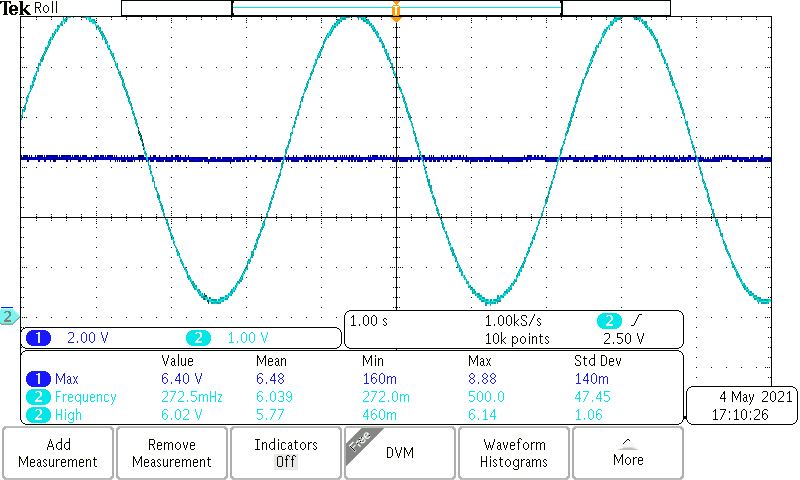 Tek Roll
T
2
1 2.00 V 2 1.00 V
1.00 s 1.00kS/s 2
10k points 2.50 V
Value Mean Min Max Std Dev
1 Max 6.40 V 6.48 160m 8.88 140m
2 Frequency 272.5mHz 6.039 272.0m 500.0 47.45
2 High 6.02 V 5.77 460m 6.14 1.06
4 May 2021
17:10:26
Add Measurement
Remove Measurement
Indicators
Off
Free
DVM
Waveform Histograms
More